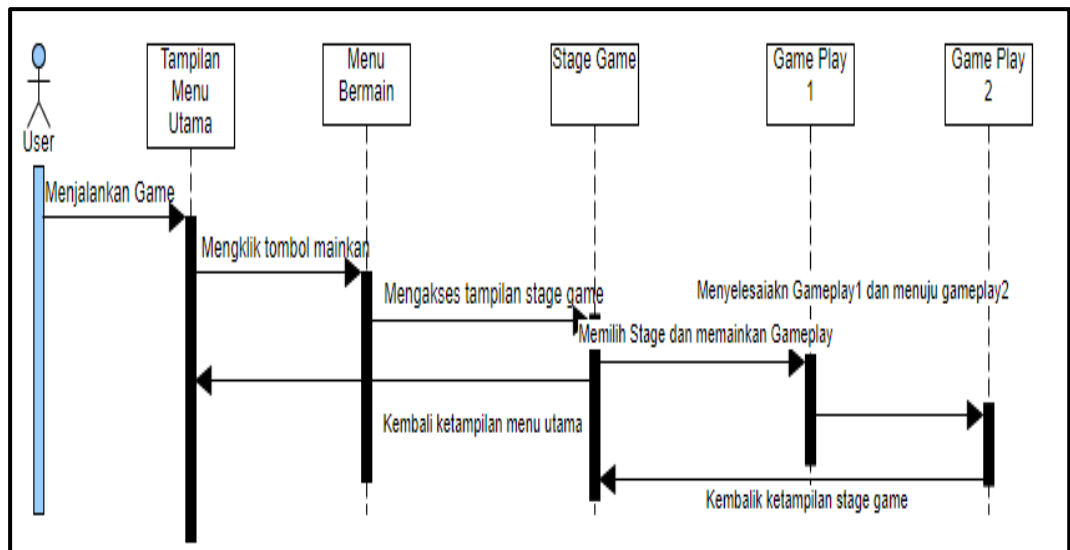 User
Tampilan
Menu
Utama
Menu
Bermain
Stage Game
Game Play
1
Game Play
2
Menjalankan Game
Mengklik tombol mainkan
Mengakses tampilan stage game
Menyelesaiakn Gameplay1 dan menuju gameplay2
Memilih Stage dan memainkan Gameplay
Kembali ketampilan menu utama
Kembalik ketampilan stage game